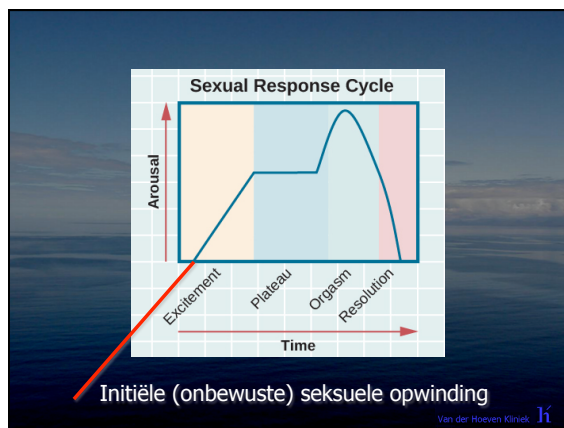 Sexual Response Cycle
Arousal
Excitement
Plateau
Orgasm
Resolution
Time
Initiële (onbewuste) seksuele opwinding
Van der Hoeven Kliniek